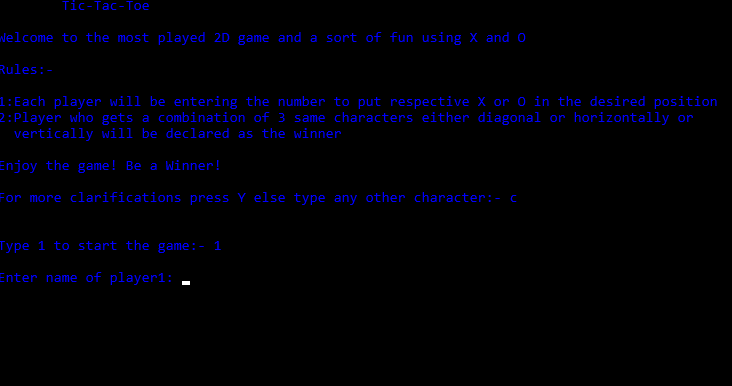 Tic-Tac-Toe
Welcome to the most played 2D game and a sort of fun using X and O
Rules:-
1:Each player will be entering the number to put respective X or O in the desired position
2:Player who gets a combination of 3 same characters either diagonal or horizontally or
vertically will be declared as the winner
Enjoy the game! Be a Winner!
For more clarifications press Y else type any other character:- c
Type 1 to start the game:- 1
Enter name of player1: